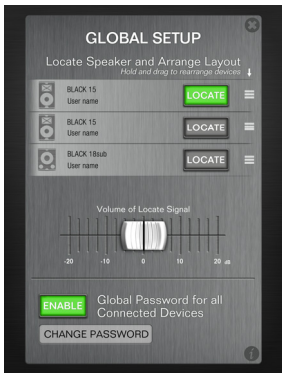 GLOBAL SETUP
Locate Speaker and Arrange Layout
Hold and drag to rearrange devices
BLACK 15
User name
LOCATE
BLACK 15
User name
LOCATE
BLACK 18sub
User name
LOCATE
Volume of Locate Signal
-20 -10 0 10 20 dB
ENABLE
Global Password for all
Connected Devices
CHANGE PASSWORD
i